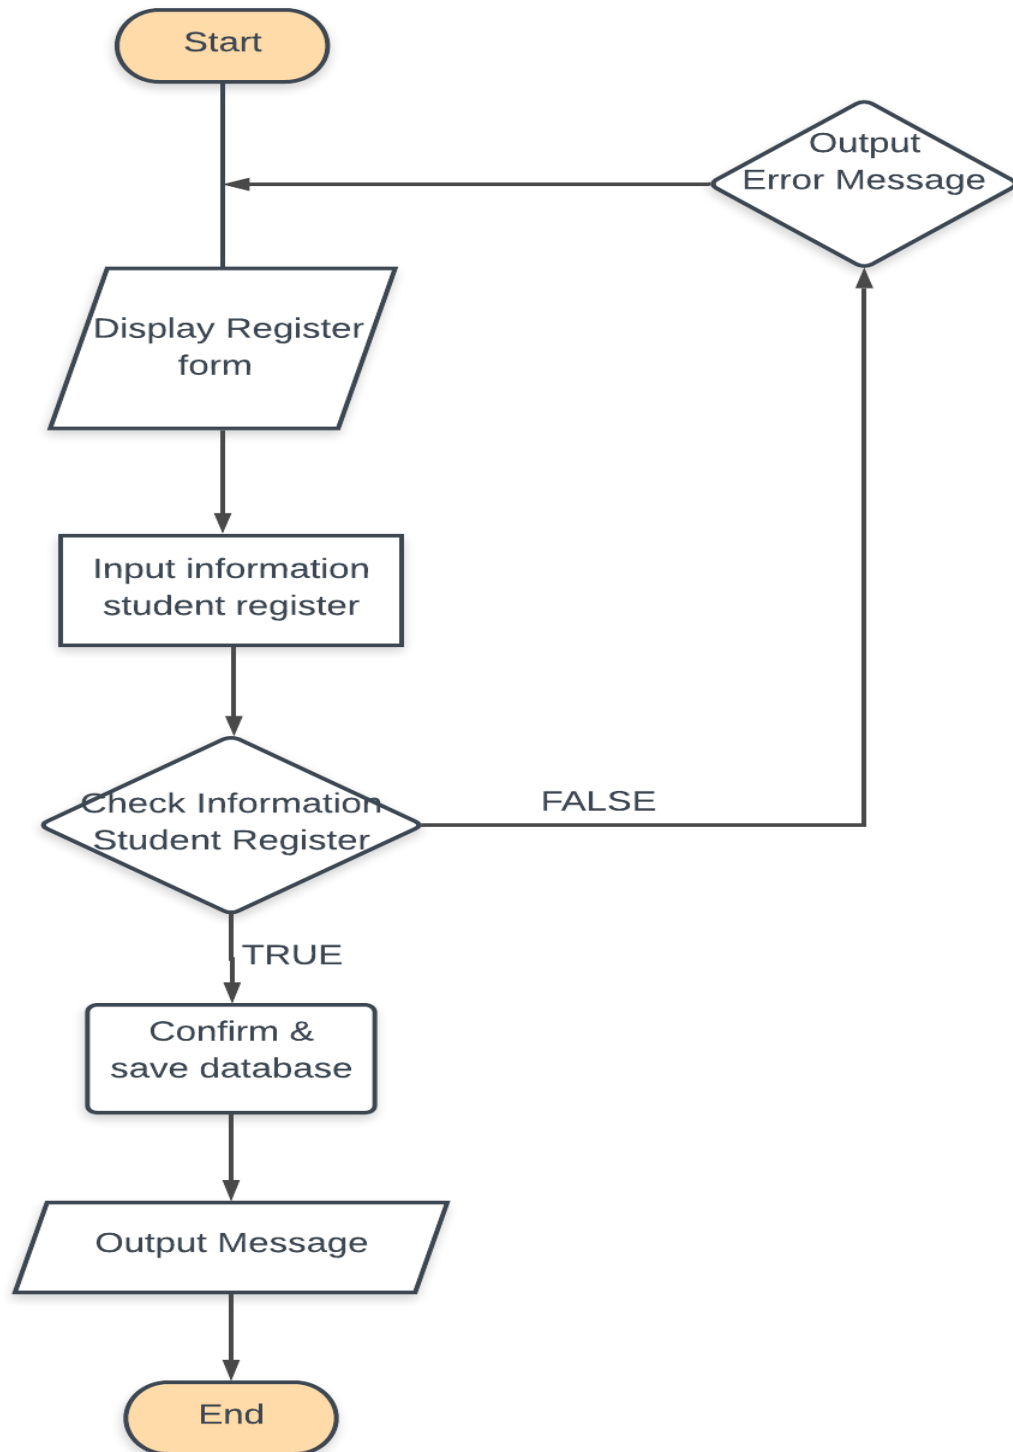 Start
Output
Error Message
Display Register
form
Input information
student register
Check Information
Student Register
FALSE
TRUE
Confirm &
save database
Output Message
End